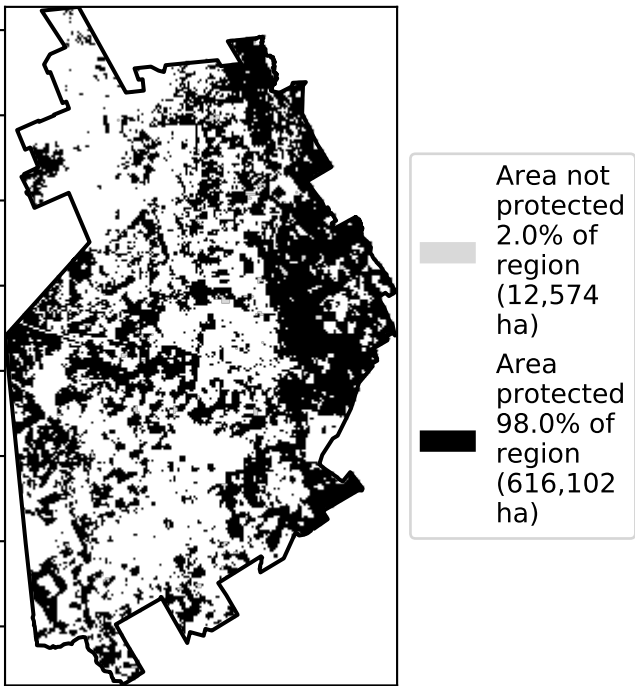 Area not
protected
2.0% of
region
(12,574
ha)
Area
protected
98.0% of
region
(616,102
ha)